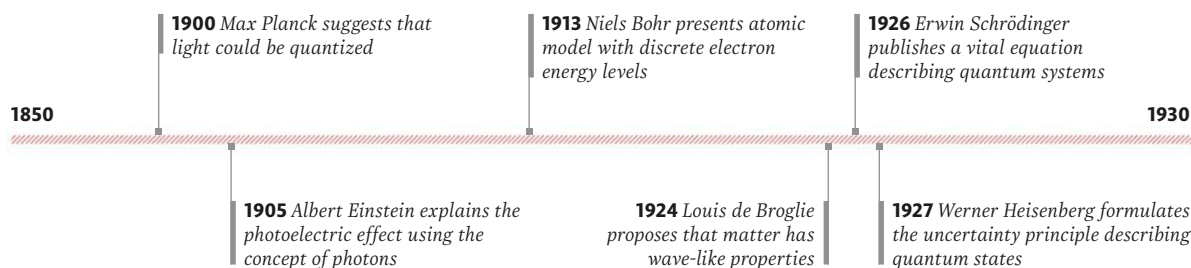 1900 Max Planck suggests that
light could be quantized
1913 Niels Bohr presents atomic
model with discrete electron
energy levels
1926 Erwin Schrödinger
publishes a vital equation
describing quantum systems
1850
1930
1905 Albert Einstein explains the
photoelectric effect using the
concept of photons
1924 Louis de Broglie
proposes that matter has
wave-like properties
1927 Werner Heisenberg formulates
the uncertainty principle describing
quantum states